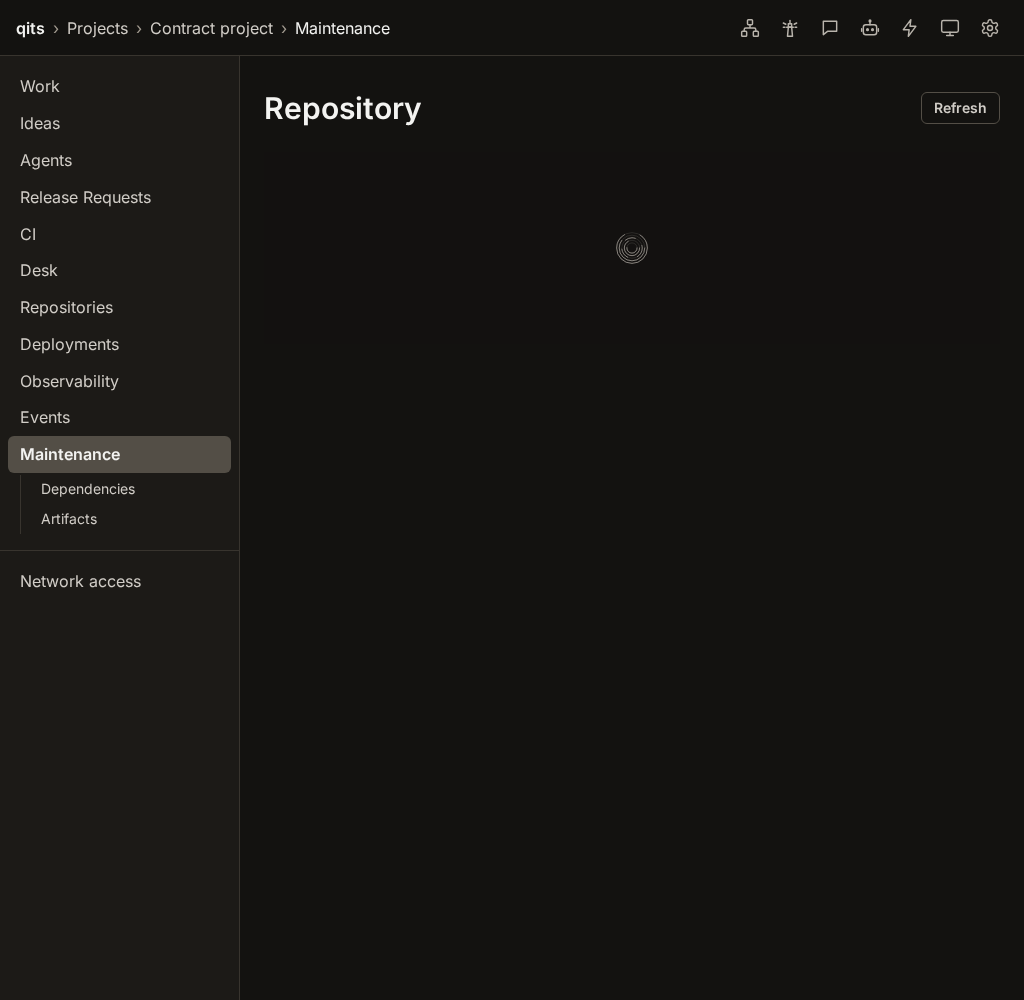 qits › Projects › Contract project › Maintenance
Work
Ideas
Agents
Release Requests
CI
Desk
Repositories
Deployments
Observability
Events
Maintenance
Dependencies
Artifacts
Network access
Repository
Refresh